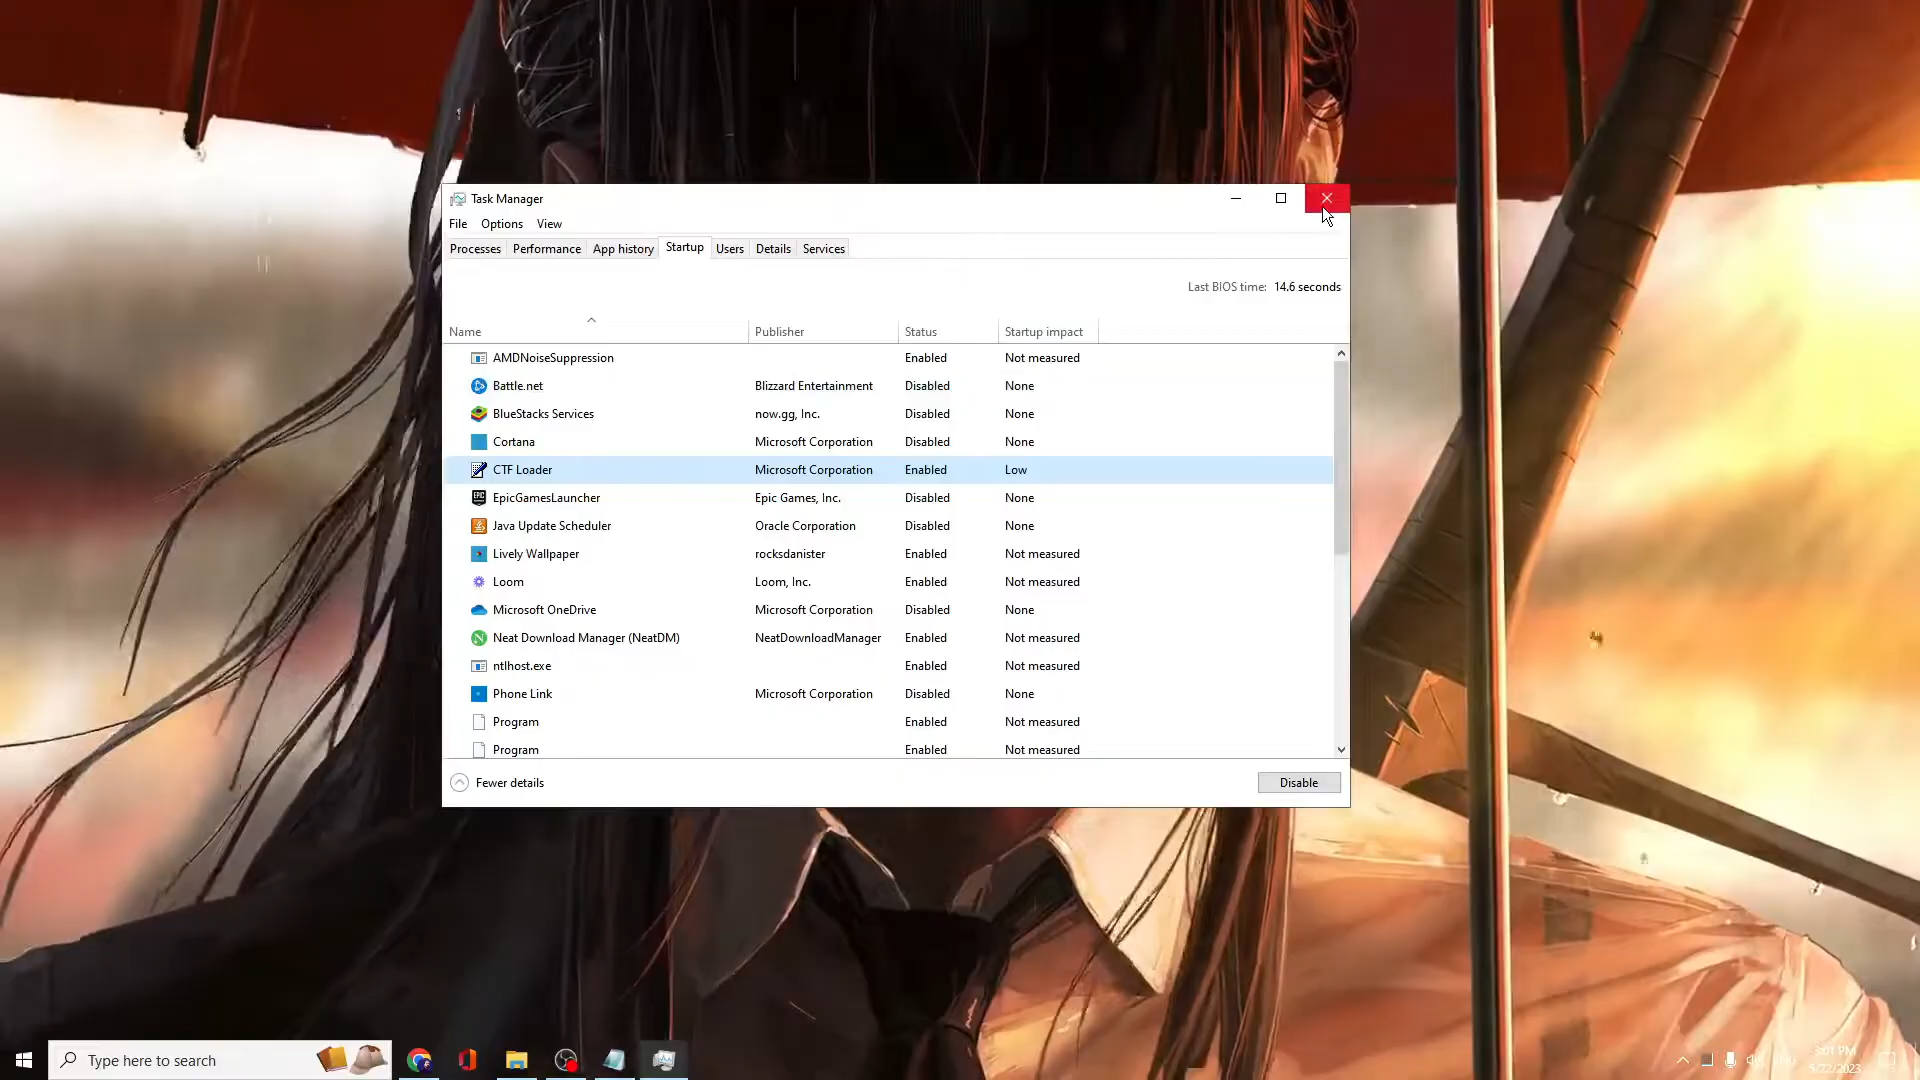 Task Manager
File Options View
Processes Performance App history Startup Users Details Services
Last BIOS time: 14.6 seconds
Name Publisher Status Startup impact
AMDNoiseSuppression Enabled Not measured
Battle.net Blizzard Entertainment Disabled None
BlueStacks Services now.gg, Inc. Disabled None
Cortana Microsoft Corporation Disabled None
CTF Loader Microsoft Corporation Enabled Low
EpicGamesLauncher Epic Games, Inc. Disabled None
Java Update Scheduler Oracle Corporation Disabled None
Lively Wallpaper rocksdanister Enabled Not measured
Loom Loom, Inc. Enabled Not measured
Microsoft OneDrive Microsoft Corporation Disabled None
Neat Download Manager (NeatDM) NeatDownloadManager Enabled Not measured
ntlhost.exe Enabled Not measured
Phone Link Microsoft Corporation Disabled None
Program Enabled Not measured
Program Enabled Not measured
Fewer details Disable
Type here to search
3:01 PM
5/22/2023